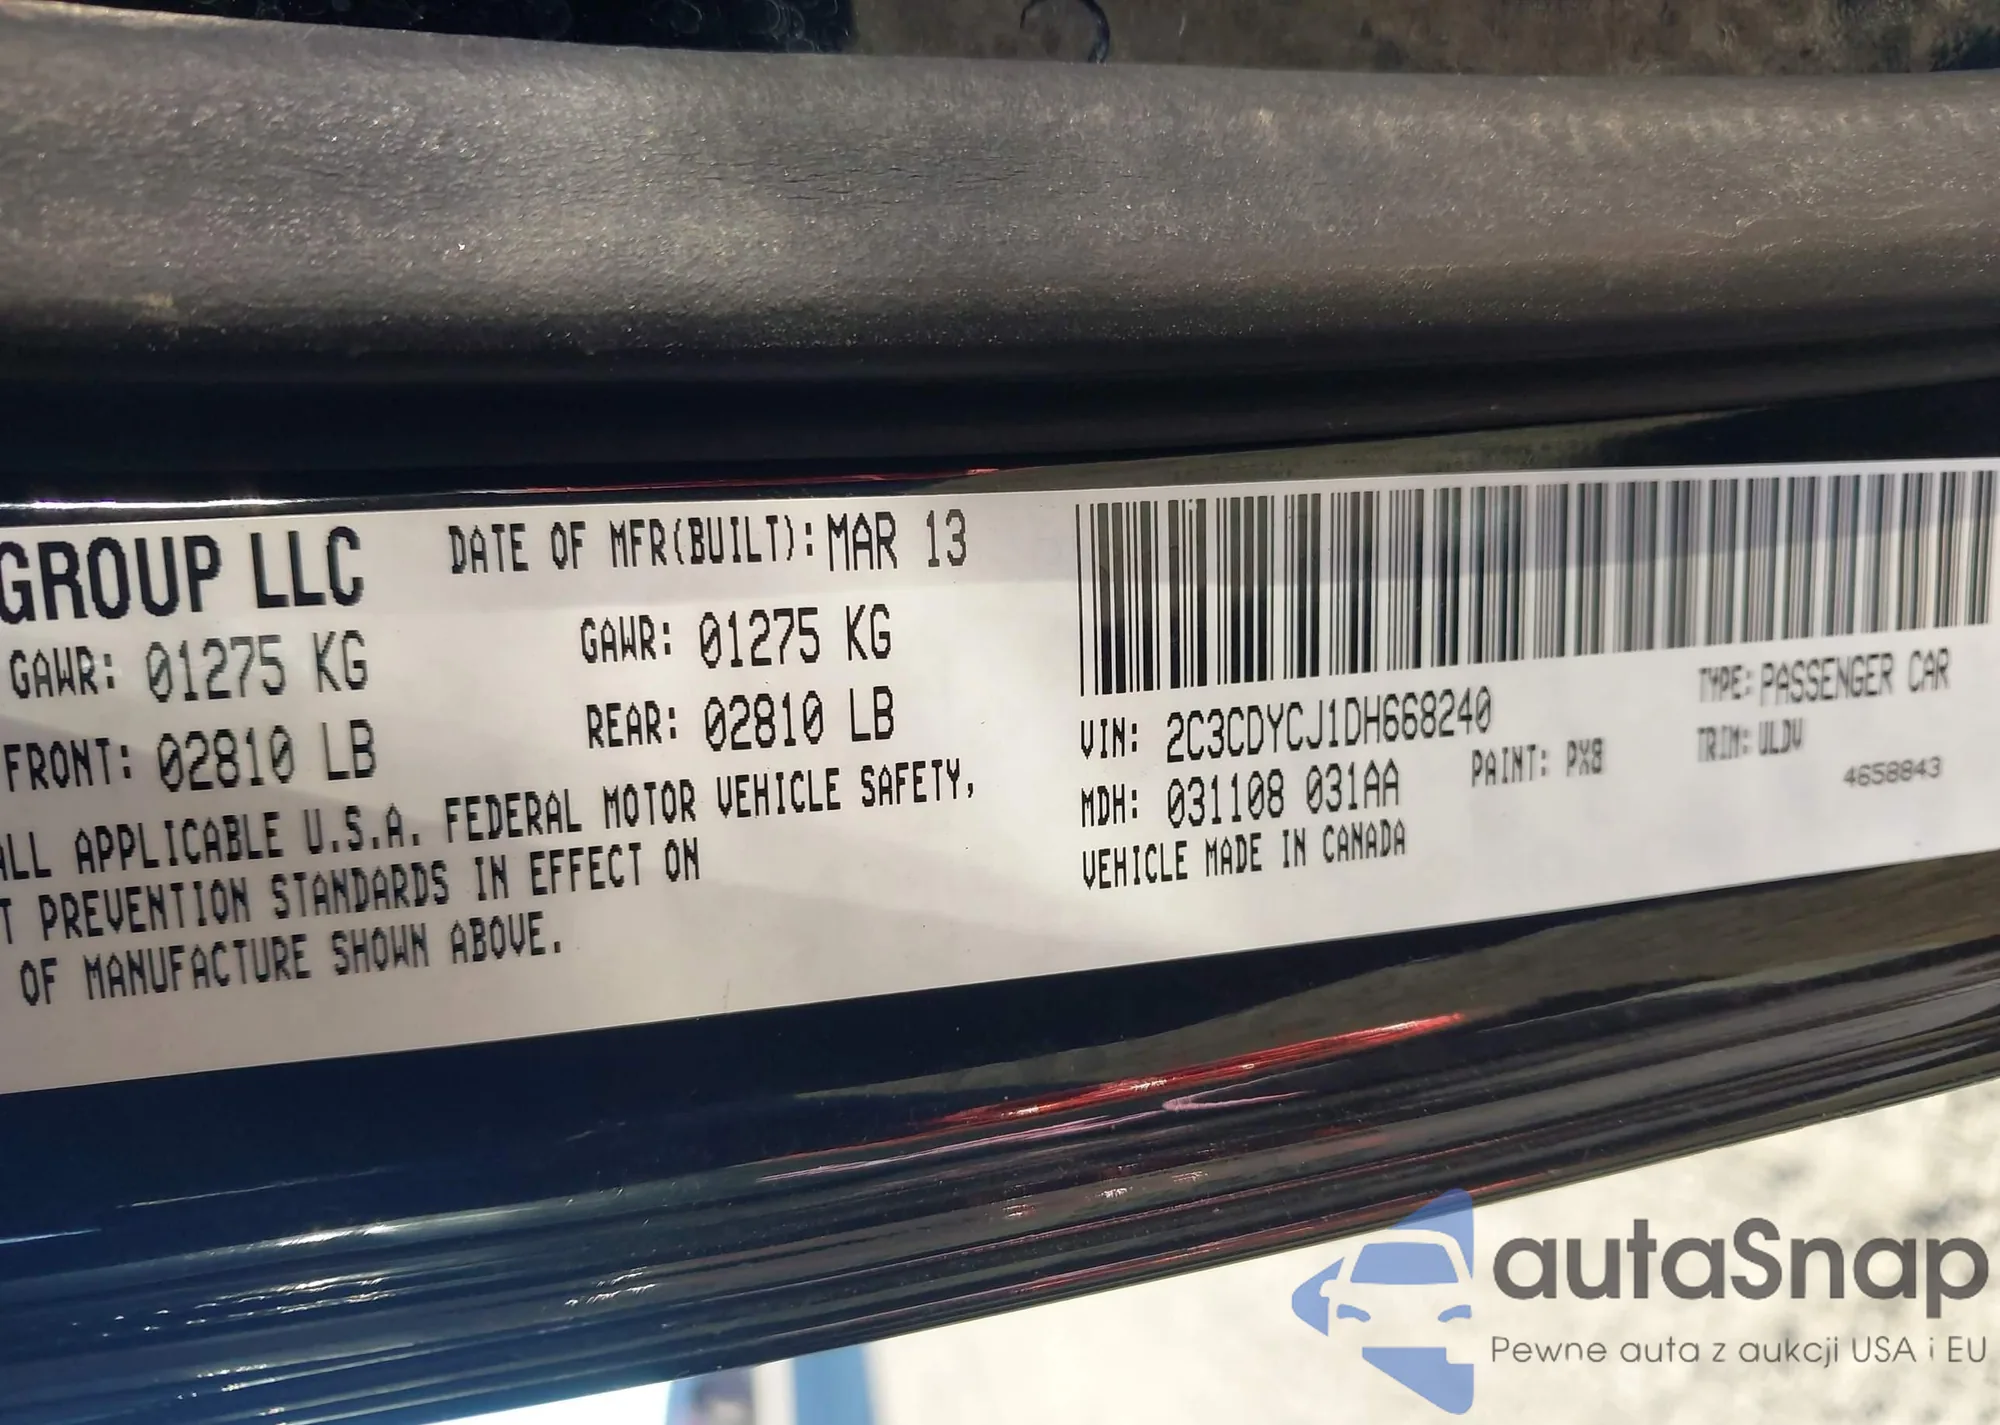 GROUP LLC DATE OF MFR(BUILT): MAR 13
GAWR: 01275 KG GAWR: 01275 KG
FRONT: 02810 LB REAR: 02810 LB
ALL APPLICABLE U.S.A. FEDERAL MOTOR VEHICLE SAFETY,
T PREVENTION STANDARDS IN EFFECT ON
OF MANUFACTURE SHOWN ABOVE.
VIN: 2C3CDYCJ1DH668240
TYPE: PASSENGER CAR
MDH: 031108 031AA PAINT: PX8 TRIM: ULDV
4658843
VEHICLE MADE IN CANADA
autaSnap
Pewne auta z aukcji USA i EU